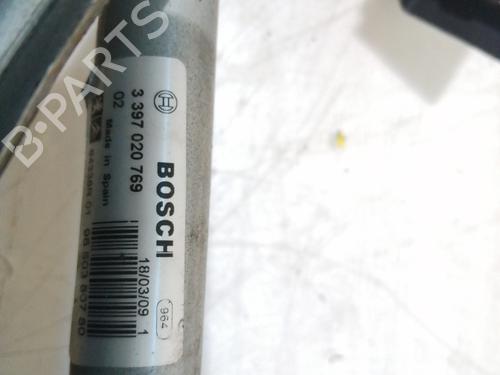 BOSCH
3 397 020 769
02 Made in Spain
18/03/09 1
964
B-PARTS